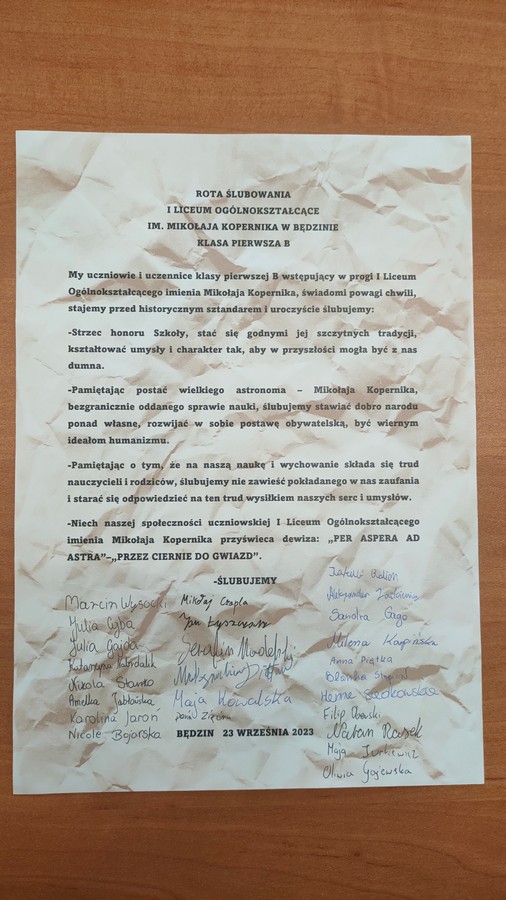 ROTA ŚLUBOWANIA
I LICEUM OGÓLNOKSZTAŁCĄCE
IM. MIKOŁAJA KOPERNIKA W BĘDZINIE
KLASA PIERWSZA B
My uczniowie i uczennice klasy pierwszej B wstępujący w progi I Liceum
Ogólnokształcącego imienia Mikołaja Kopernika, świadomi powagi chwili,
stajemy przed historycznym sztandarem i uroczyście ślubujemy:
-Strzec honoru Szkoły, stać się godnymi jej szczytnych tradycji,
kształtować umysły i charakter tak, aby w przyszłości mogła być z nas
dumna.
-Pamiętając postać wielkiego astronoma – Mikołaja Kopernika,
bezgranicznie oddanego sprawie nauki, ślubujemy stawiać dobro narodu
ponad własne, rozwijać w sobie postawę obywatelską, być wiernym
ideałom humanizmu.
-Pamiętając o tym, że na naszą naukę i wychowanie składa się trud
nauczycieli i rodziców, ślubujemy nie zawieść pokładanego w nas zaufania
i starać się odpowiedzieć na ten trud wysiłkiem naszych serc i umysłów.
-Niech naszej społeczności uczniowskiej I Liceum Ogólnokształcącego
imienia Mikołaja Kopernika przyświeca dewiza: „PER ASPERA AD
ASTRA”–„PRZEZ CIERNIE DO GWIAZD”.
-ŚLUBUJEMY
Marcin Wysocki
Julia Cyba
Julia Gajda
Katarzyna
Nikola
Amelka Jabłońska
Karolina Jaroń
Nicole Bojarska
Mikołaj Czapla
Serafin
Maja Kowalska
BĘDZIN 23 WRZEŚNIA 2023
Sandra Gago
Milena Karpińska
Anna Piątka
Blanka
Filip
Natan
Maja
Oliwia Gajewska